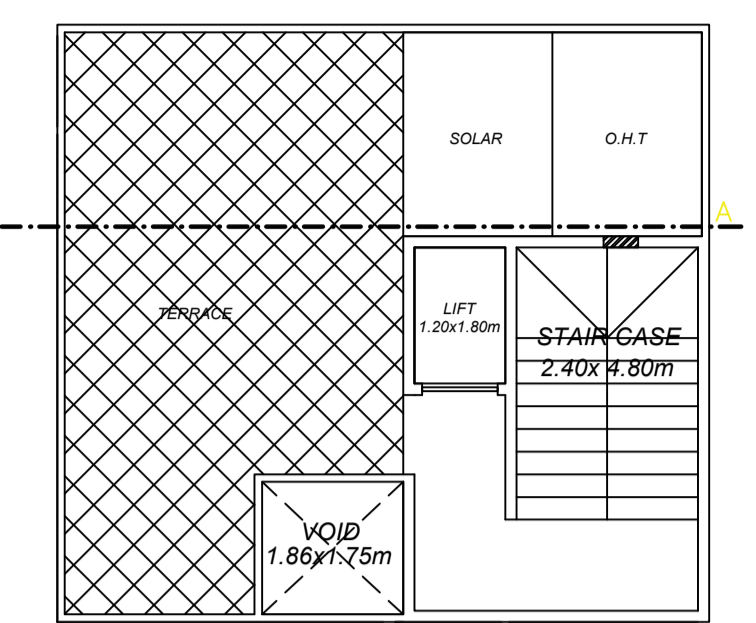 SOLAR
O.H.T
A
TERRACE
LIFT
1.20x1.80m
STAIR CASE
2.40x 4.80m
VOID
1.86x1.75m